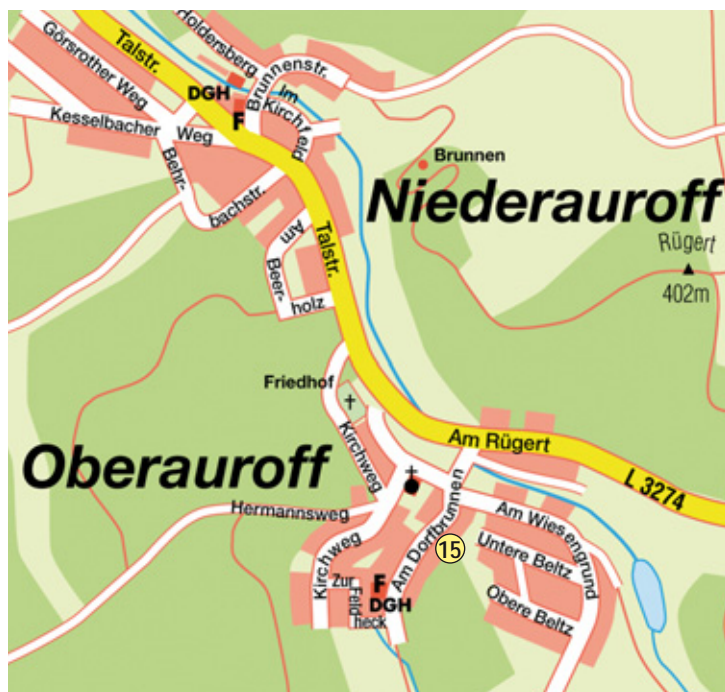 Holdersberg
Görsrother Weg
Talstr.
Brunnenstr.
DGH
Im
Kirchfeld
F
Kesselbacher Weg
Brunnen
Behr-
bachstr.
Niederauroff
Am
Beer-
holz
Talstr.
Rügert
402m
Friedhof
Am Rügert
Oberauroff
Kirchweg
L 3274
Hermannsweg
Am Wiesengrund
Am Dorfbrunnen
15
Untere Beltz
Kirchweg
Zur
Feld
heck
F
DGH
Obere Beltz